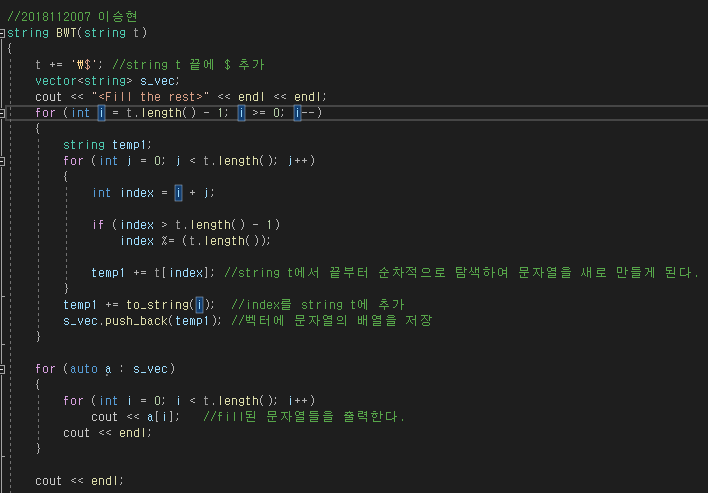 //2018112007 이승현
string BWT(string t)
{
t += '₩$'; //string t 끝에 $ 추가
vector<string> s_vec;
cout << "<Fill the rest>" << endl << endl;
for (int i = t.length() - 1; i >= 0; i--)
{
string temp1;
for (int j = 0; j < t.length(); j++)
{
int index = i + j;
if (index > t.length() - 1)
index %= (t.length());
temp1 += t[index]; //string t에서 끝부터 순차적으로 탐색하여 문자열을 새로 만들게 된다.
}
temp1 += to_string(i); //index를 string t에 추가
s_vec.push_back(temp1); //벡터에 문자열의 배열을 저장
}
for (auto a : s_vec)
{
for (int i = 0; i < t.length(); i++)
cout << a[i]; //fill된 문자열들을 출력한다.
cout << endl;
}
cout << endl;